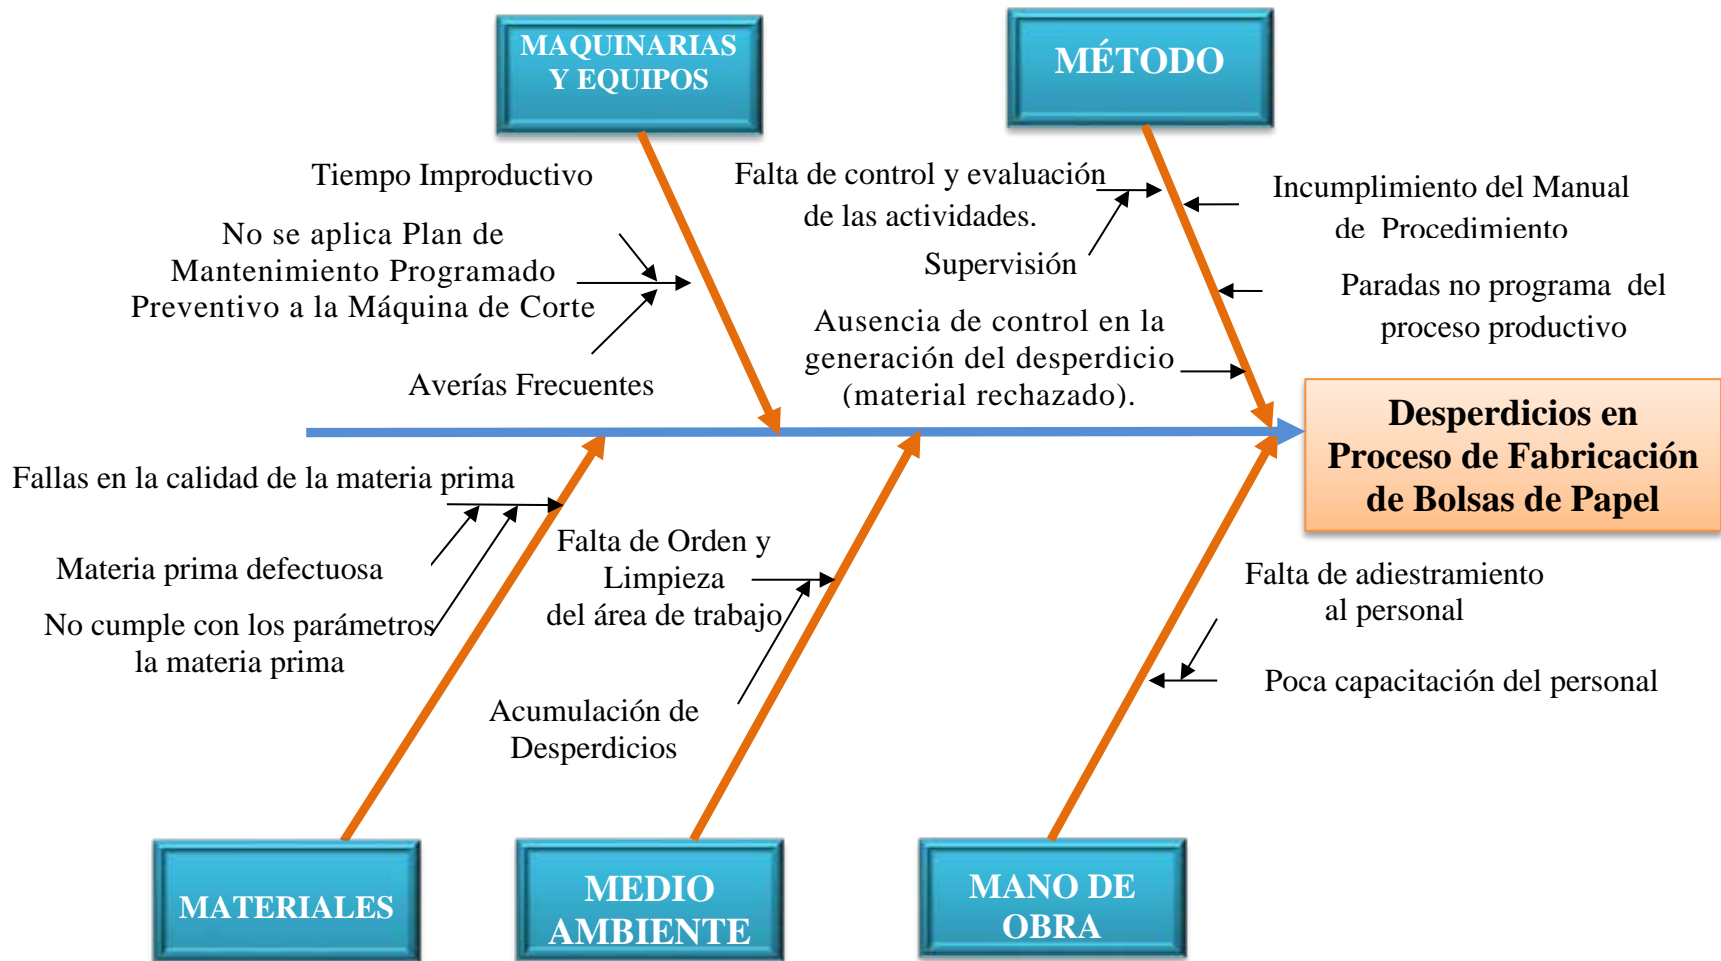 MAQUINARIAS
Y EQUIPOS
MÉTODO
Tiempo Improductivo
No se aplica Plan de
Mantenimiento Programado
Preventivo a la Máquina de Corte
Averías Frecuentes
Falta de control y evaluación
de las actividades.
Supervisión
Ausencia de control en la
generación del desperdicio
(material rechazado).
Incumplimiento del Manual
de Procedimiento
Paradas no programa del
proceso productivo
Desperdicios en
Proceso de Fabricación
de Bolsas de Papel
Fallas en la calidad de la materia prima
Materia prima defectuosa
No cumple con los parámetros
la materia prima
Falta de Orden y
Limpieza
del área de trabajo
Acumulación de
Desperdicios
Falta de adiestramiento
al personal
Poca capacitación del personal
MATERIALES
MEDIO
AMBIENTE
MANO DE
OBRA